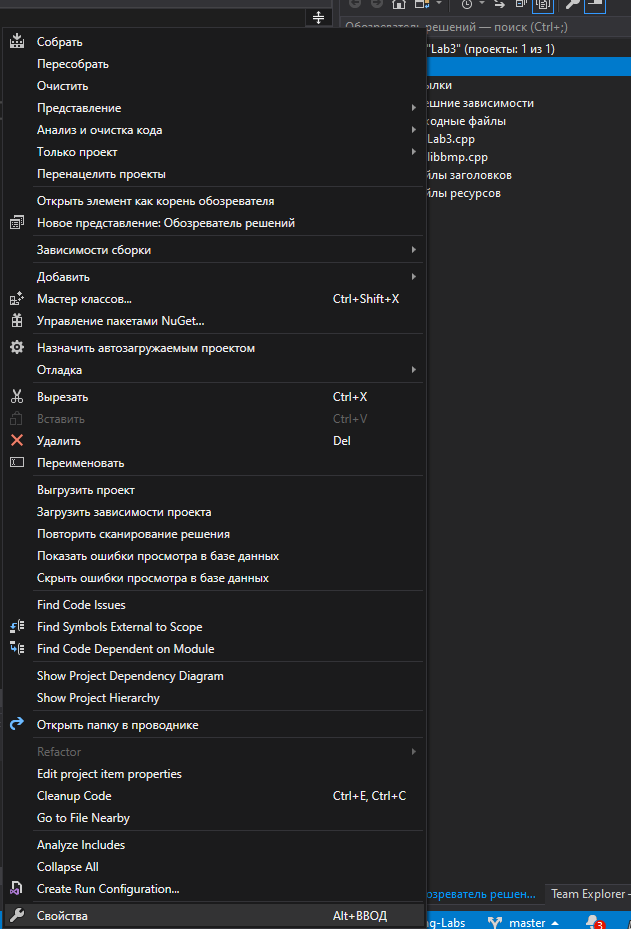 Обозреватель решений — поиск (Ctrl+;)
"Lab3" (проекты: 1 из 1)
Собрать
Пересобрать
Очистить
Представление
Анализ и очистка кода
Только проект
Перенацелить проекты
ылки
ешние зависимости
ходные файлы
Lab3.cpp
libbmp.cpp
йлы заголовков
йлы ресурсов
Открыть элемент как корень обозревателя
Новое представление: Обозреватель решений
Зависимости сборки
Добавить
Мастер классов... Ctrl+Shift+X
Управление пакетами NuGet...
Назначить автозагружаемым проектом
Отладка
Вырезать Ctrl+X
Вставить Ctrl+V
Удалить Del
Переименовать
Выгрузить проект
Загрузить зависимости проекта
Повторить сканирование решения
Показать ошибки просмотра в базе данных
Скрыть ошибки просмотра в базе данных
Find Code Issues
Find Symbols External to Scope
Find Code Dependent on Module
Show Project Dependency Diagram
Show Project Hierarchy
Открыть папку в проводнике
Refactor
Edit project item properties
Cleanup Code Ctrl+E, Ctrl+C
Go to File Nearby
Analyze Includes
Collapse All
Create Run Configuration...
Свойства Alt+ВВОД
озреватель решен... Team Explorer –
g-Labs master 3